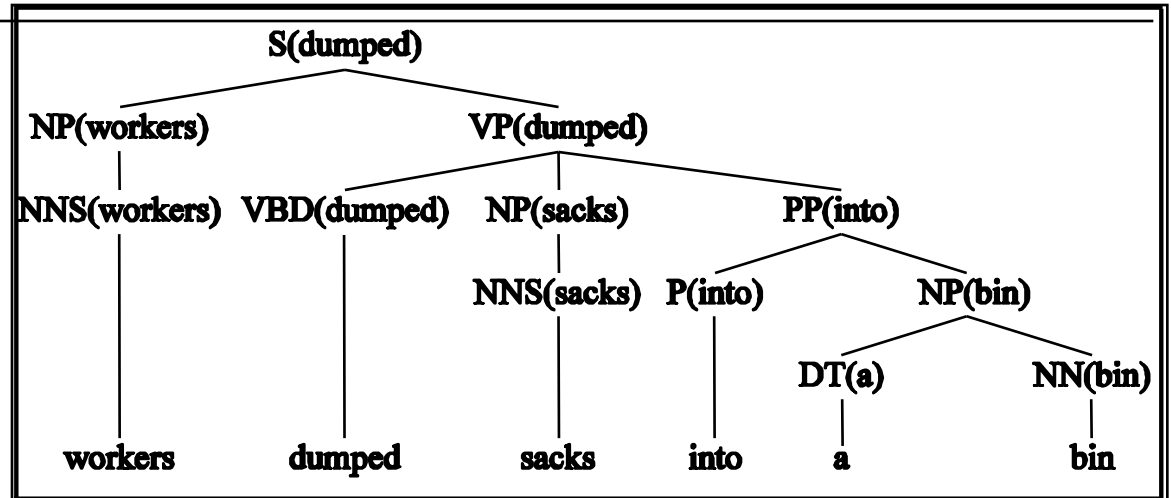 S(dumped)
NP(workers) VP(dumped)
NNS(workers) VBD(dumped) NP(sacks) PP(into)
NNS(sacks) P(into) NP(bin)
DT(a) NN(bin)
workers dumped sacks into a bin